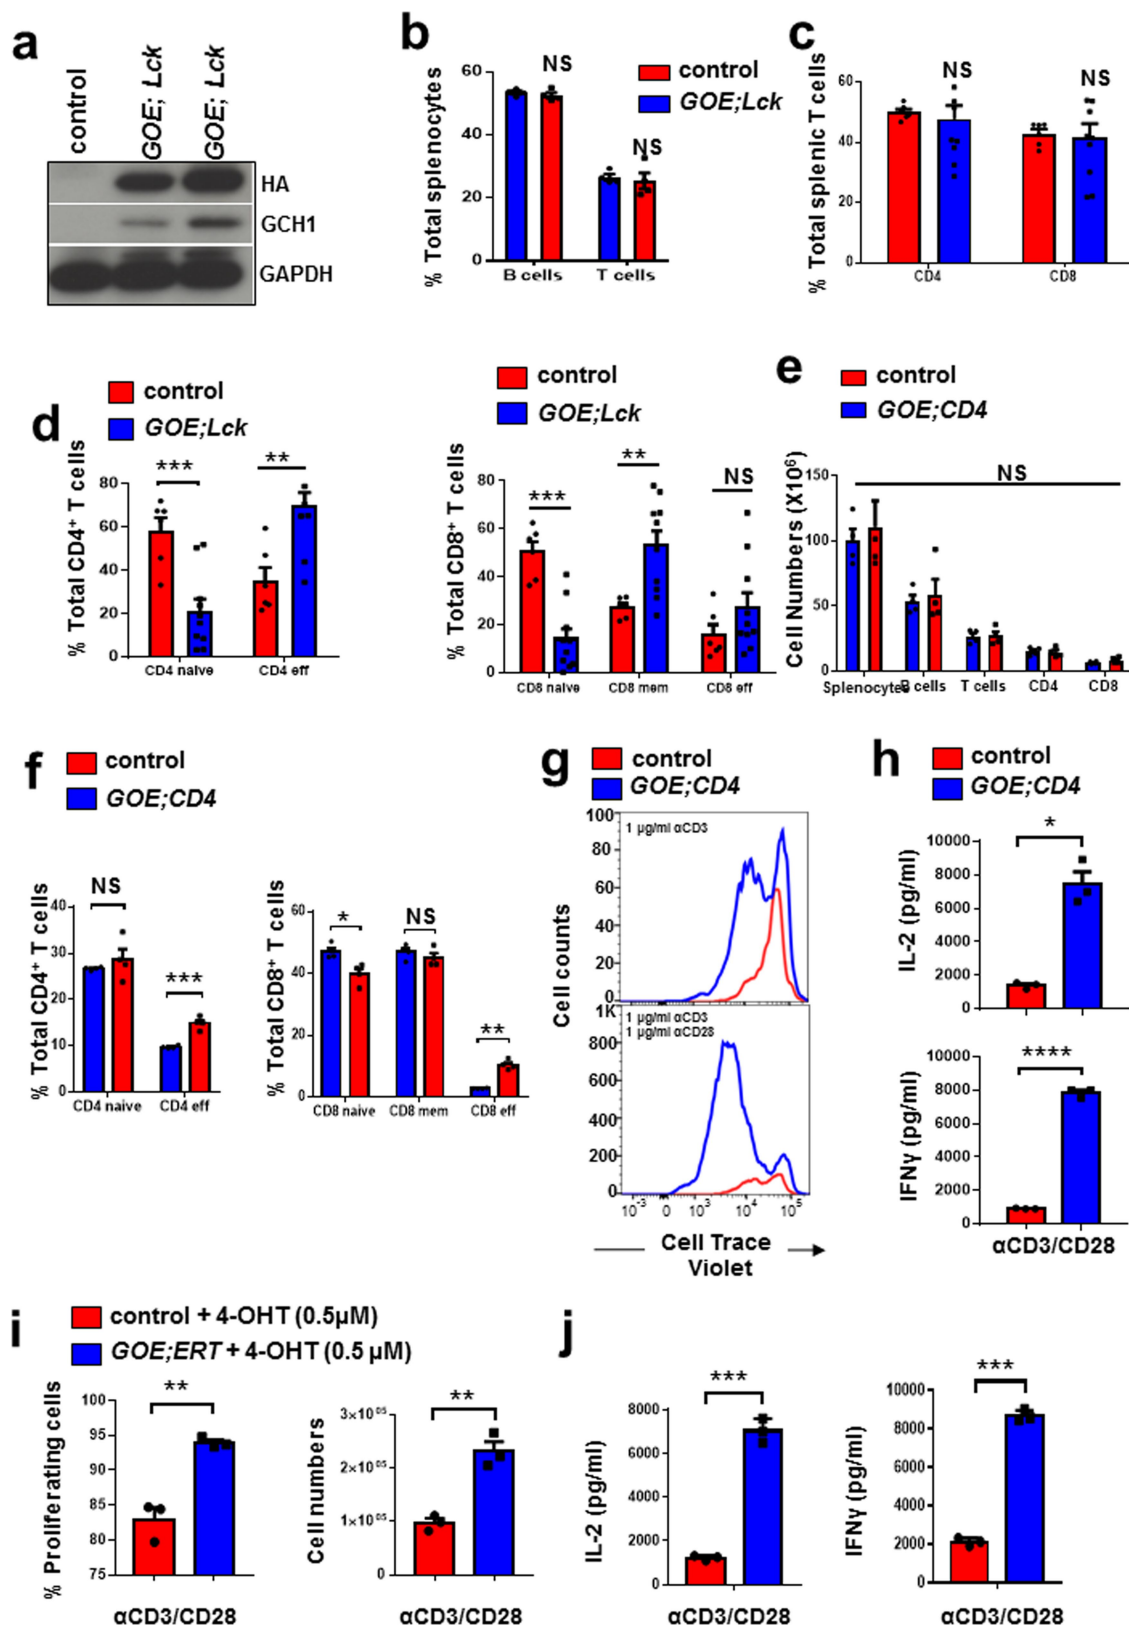 a
control
GOE; Lck
GOE; Lck
HA
GCH1
GAPDH
b
control
GOE;Lck
% Total splenocytes
60
40
20
0
NS
NS
B cells
T cells
c
% Total splenic T cells
60
40
20
0
NS
NS
CD4
CD8
d
control
GOE;Lck
% Total CD4+ T cells
80
60
40
20
0
***
**
CD4 naive
CD4 eff
control
GOE;Lck
% Total CD8+ T cells
80
60
40
20
0
***
**
NS
CD8 naive
CD8 mem
CD8 eff
e
control
GOE;CD4
Cell Numbers (X10⁶)
150
100
50
0
NS
Splenocytes
B cells
T cells
CD4
CD8
f
control
GOE;CD4
% Total CD4+ T cells
40
30
20
10
0
NS
***
CD4 naive
CD4 eff
% Total CD8+ T cells
60
40
20
0
*
NS
**
CD8 naive
CD8 mem
CD8 eff
g
control
GOE;CD4
Cell counts
100
80
60
40
20
0
1 µg/ml αCD3
1K
800
600
400
200
0
1 µg/ml αCD3
1 µg/ml αCD28
10-3
0
10³
10⁴
10⁵
Cell Trace
Violet
h
control
GOE;CD4
IL-2 (pg/ml)
10000
8000
6000
4000
2000
0
*
IFNγ (pg/ml)
10000
8000
6000
4000
2000
0
****
αCD3/CD28
i
control + 4-OHT (0.5µM)
GOE;ERT + 4-OHT (0.5 µM)
% Proliferating cells
100
95
90
85
80
75
**
αCD3/CD28
Cell numbers
3×10⁰⁵
2×10⁰⁵
1×10⁰⁵
0
**
αCD3/CD28
j
IL-2 (pg/ml)
8000
6000
4000
2000
0
***
αCD3/CD28
IFNγ (pg/ml)
10000
8000
6000
4000
2000
0
***
αCD3/CD28